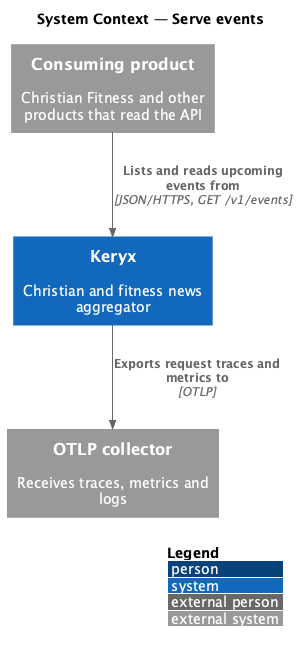 System Context — Serve events
Consuming product
Christian Fitness and other
products that read the API
Lists and reads upcoming
events from
[JSON/HTTPS, GET /v1/events]
Keryx
Christian and fitness news
aggregator
Exports request traces and
metrics to
[OTLP]
OTLP collector
Receives traces, metrics and
logs
Legend
person
system
external person
external system